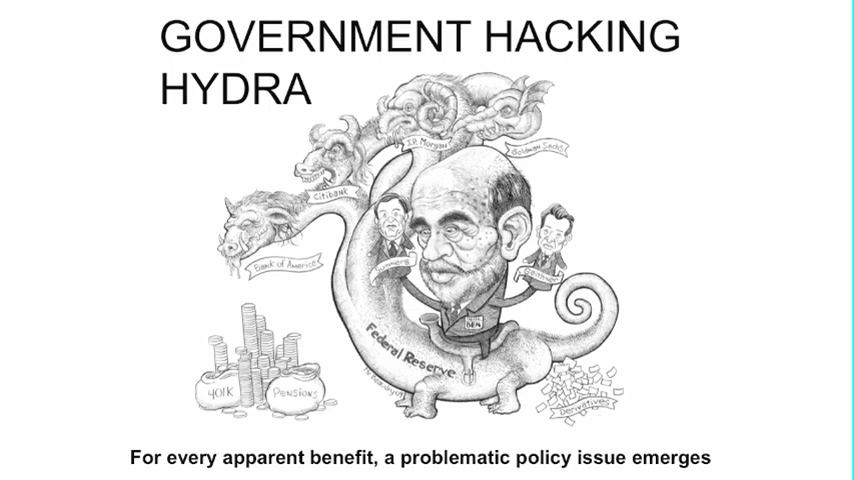 GOVERNMENT HACKING
HYDRA
J.P. Morgan
Goldman Sachs
Citibank
Summers
Geithner
Bank of America
BEN
Federal Reserve
401K
Pensions
Derivatives
For every apparent benefit, a problematic policy issue emerges